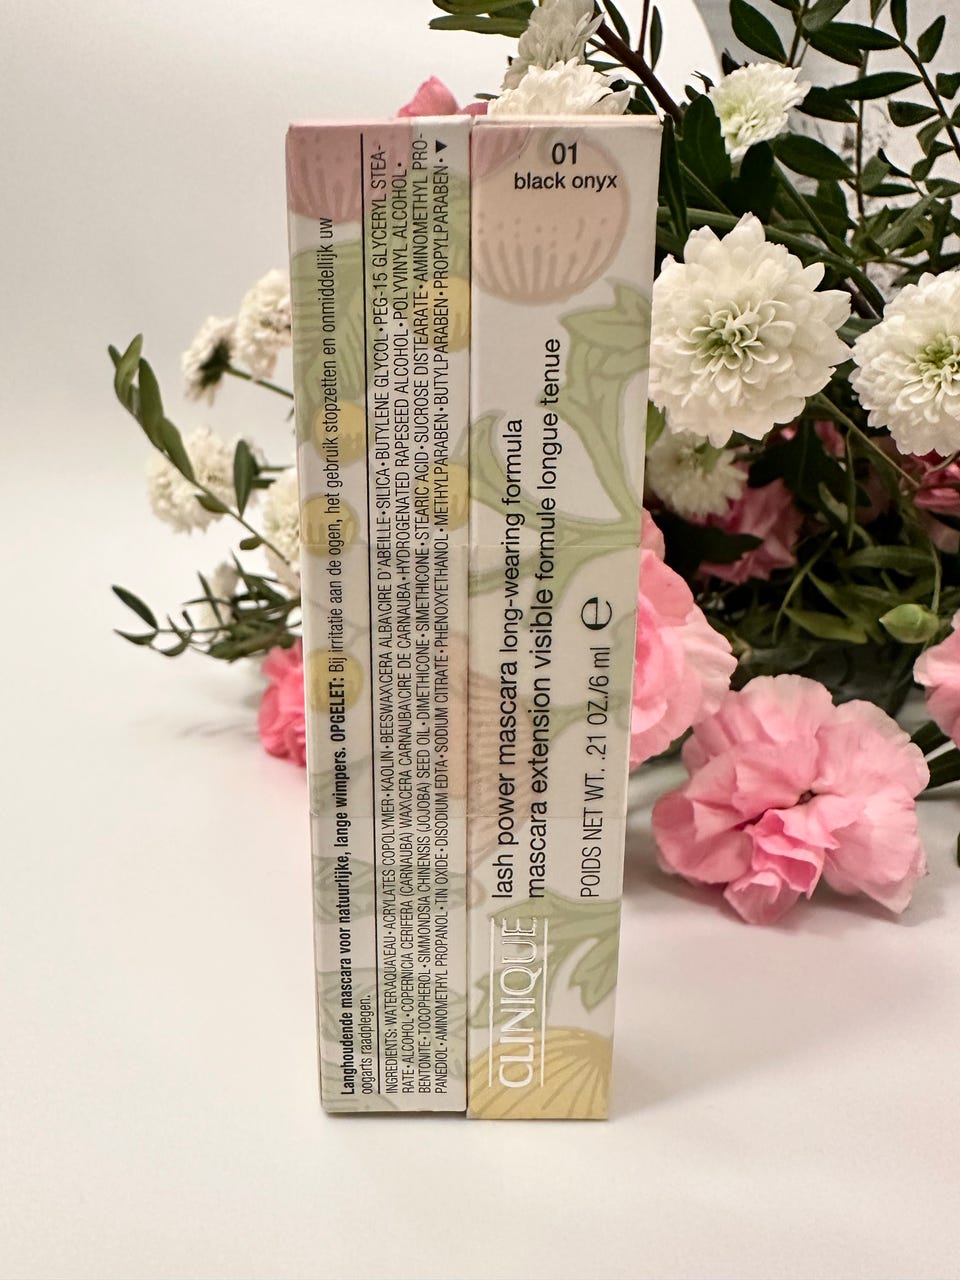 Langhoudende mascara voor natuurlijke, lange wimpers. OPGELET: Bij irritatie aan de ogen, het gebruik stopzetten en onmiddellijk uw
oogarts raadplegen.
INGREDIENTS: WATER\AQUA\EAU • ACRYLATES COPOLYMER • KAOLIN • BEESWAX\CERA ALBA\CIRE D'ABEILLE • SILICA • BUTYLENE GLYCOL • PEG-15 GLYCERYL STEA-
RATE • ALCOHOL • COPERNICIA CERIFERA (CARNAUBA) WAX\CERA CARNAUBA\CIRE DE CARNAUBA • HYDROGENATED RAPESEED ALCOHOL • POLYVINYL ALCOHOL •
BENTONITE • TOCOPHEROL • SIMMONDSIA CHINENSIS (JOJOBA) SEED OIL • DIMETHICONE • SIMETHICONE • STEARIC ACID • SUCROSE DISTEARATE • AMINOMETHYL PRO-
PANEDIOL • AMINOMETHYL PROPANOL • TIN OXIDE • DISODIUM EDTA • SODIUM CITRATE • PHENOXYETHANOL • METHYLPARABEN • BUTYLPARABEN • PROPYLPARABEN • ▼
01
black onyx
CLINIQUE
lash power mascara long-wearing formula
mascara extension visible formule longue tenue
POIDS NET WT. .21 OZ./6 ml ℮